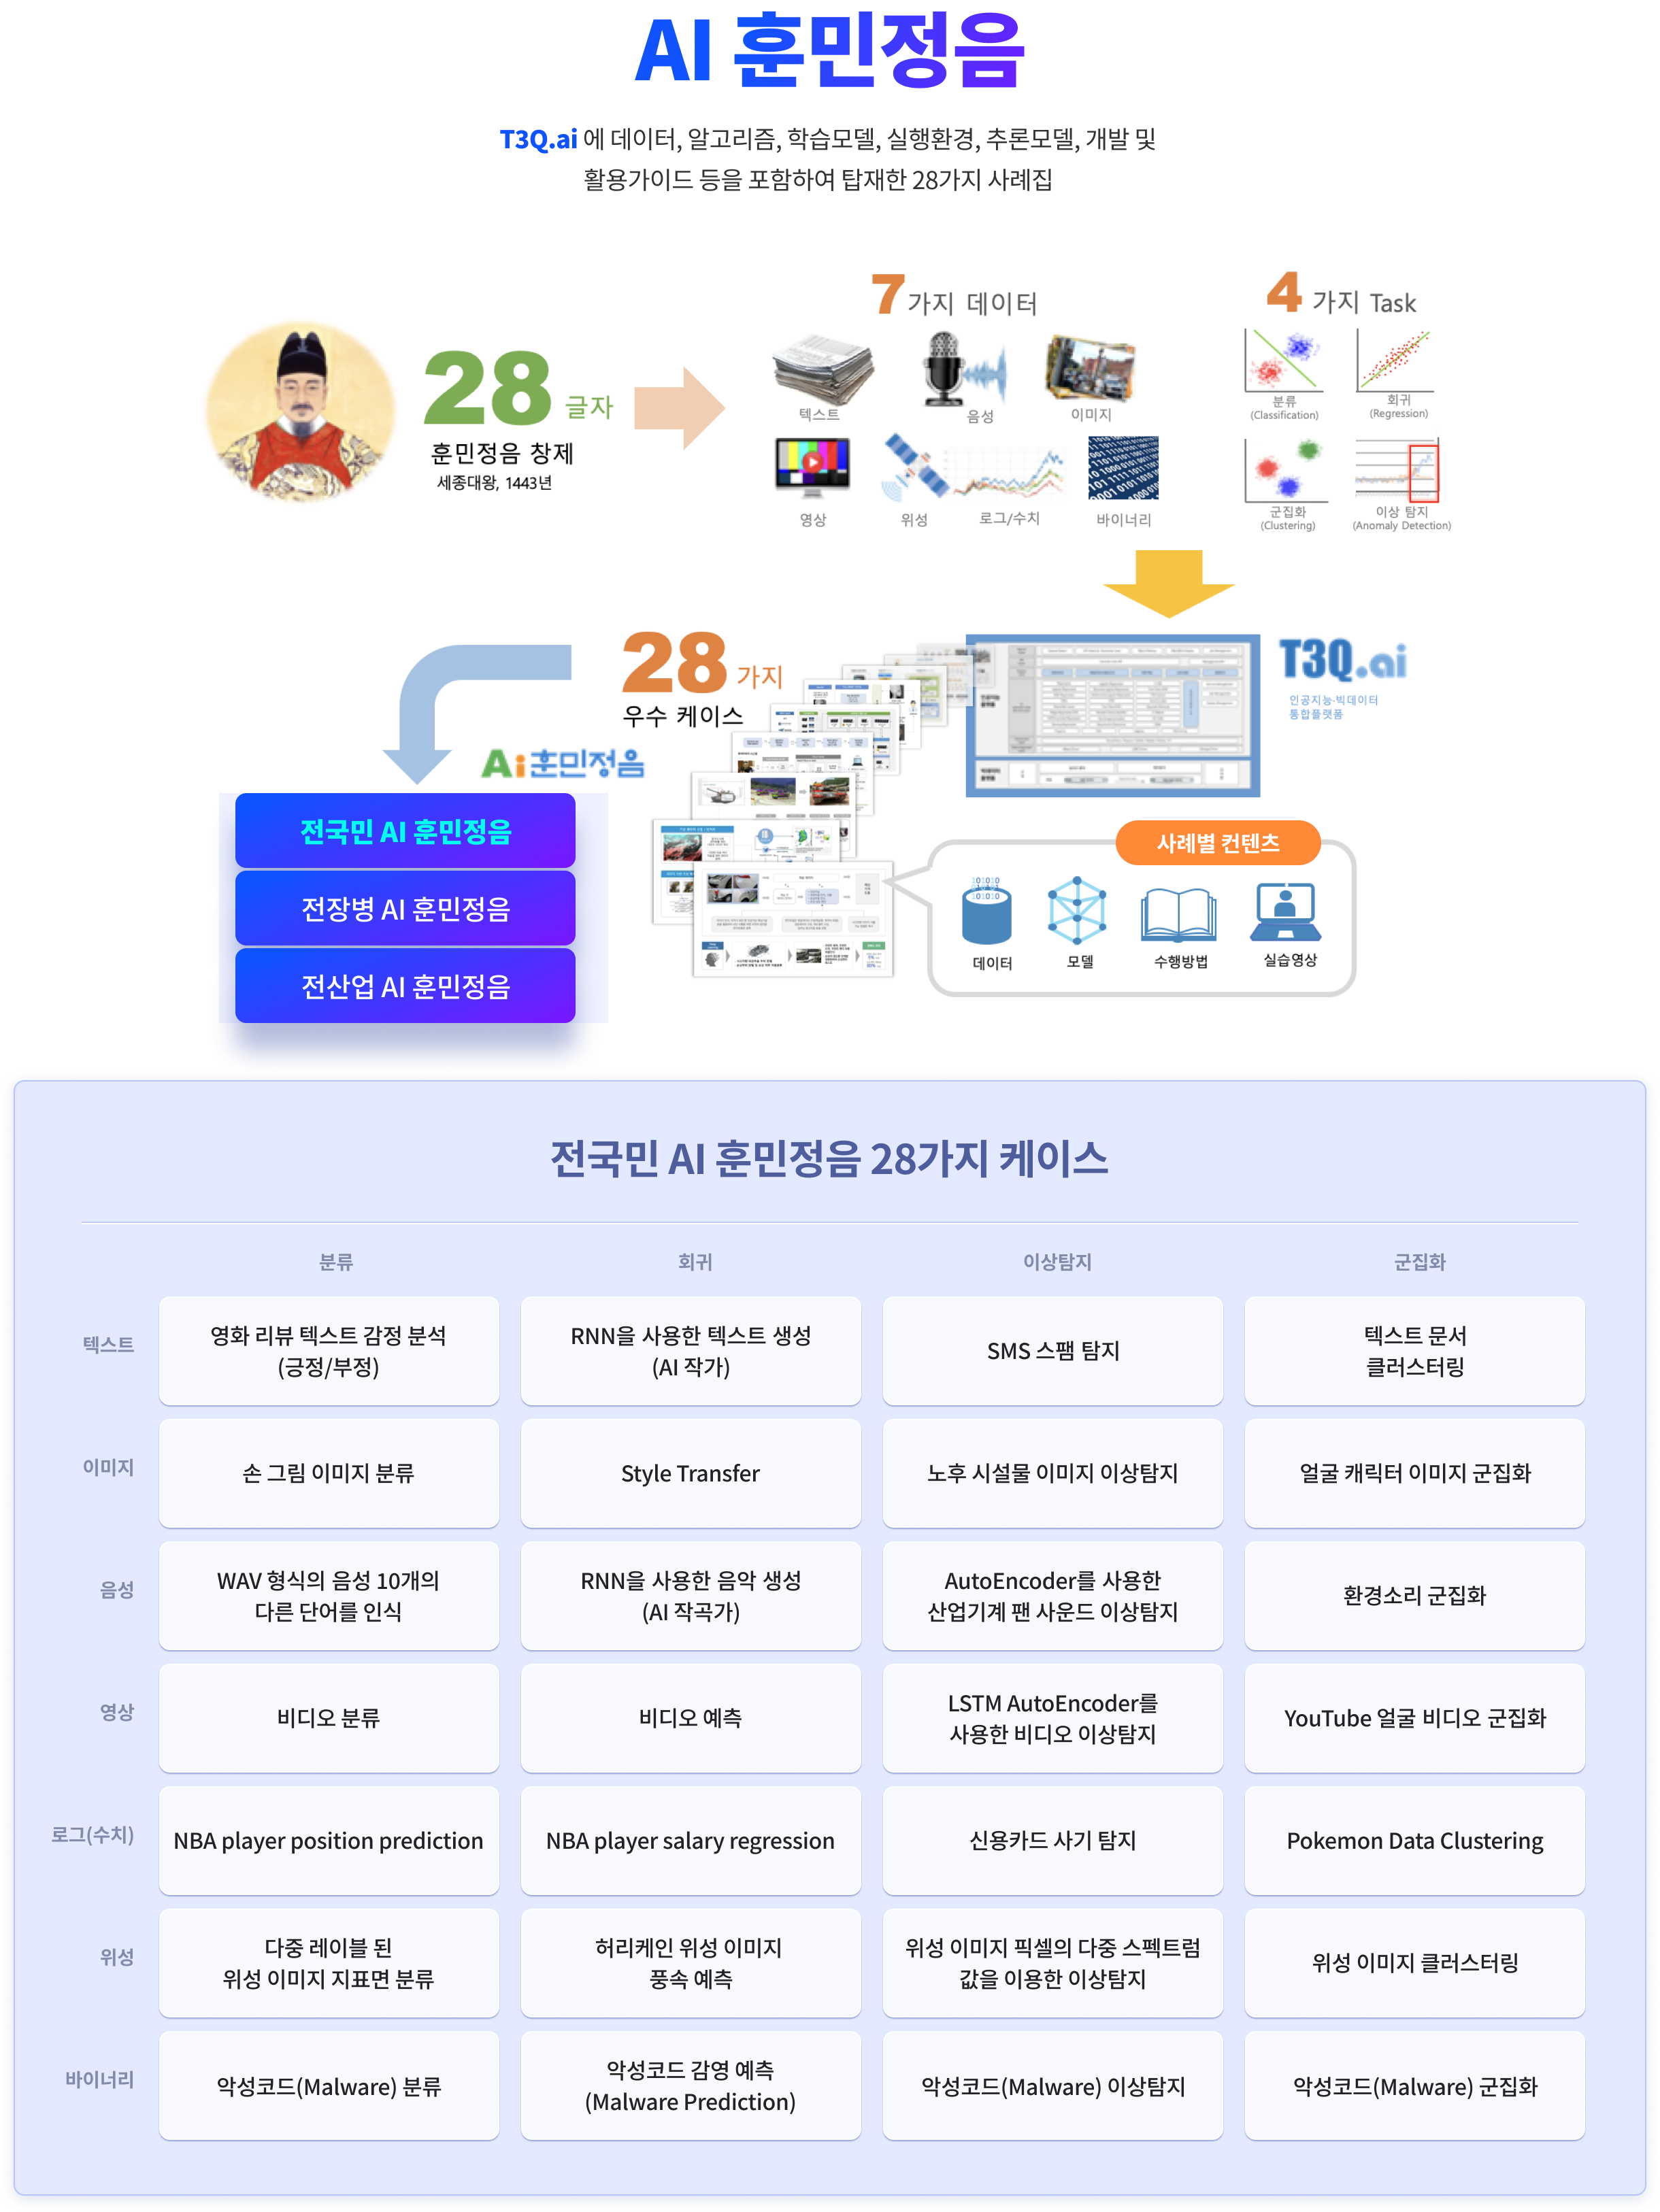 AI 훈민정음
T3Q.ai 에 데이터, 알고리즘, 학습모델, 실행환경, 추론모델, 개발 및
활용가이드 등을 포함하여 탑재한 28가지 사례집
28 글자
훈민정음 창제
세종대왕, 1443년
7가지 데이터
텍스트
음성
이미지
영상
위성
로그/수치
바이너리
4 가지 Task
분류
(Classification)
회귀
(Regression)
군집화
(Clustering)
이상 탐지
(Anomaly Detection)
T3Q.ai
인공지능·빅데이터
통합플랫폼
28 가지
우수 케이스
Ai훈민정음
전국민 AI 훈민정음
전장병 AI 훈민정음
전산업 AI 훈민정음
사례별 컨텐츠
데이터
모델
수행방법
실습영상
전국민 AI 훈민정음 28가지 케이스
분류
회귀
이상탐지
군집화
텍스트
영화 리뷰 텍스트 감정 분석
(긍정/부정)
RNN을 사용한 텍스트 생성
(AI 작가)
SMS 스팸 탐지
텍스트 문서
클러스터링
이미지
손 그림 이미지 분류
Style Transfer
노후 시설물 이미지 이상탐지
얼굴 캐릭터 이미지 군집화
음성
WAV 형식의 음성 10개의
다른 단어를 인식
RNN을 사용한 음악 생성
(AI 작곡가)
AutoEncoder를 사용한
산업기계 팬 사운드 이상탐지
환경소리 군집화
영상
비디오 분류
비디오 예측
LSTM AutoEncoder를
사용한 비디오 이상탐지
YouTube 얼굴 비디오 군집화
로그(수치)
NBA player position prediction
NBA player salary regression
신용카드 사기 탐지
Pokemon Data Clustering
위성
다중 레이블 된
위성 이미지 지표면 분류
허리케인 위성 이미지
풍속 예측
위성 이미지 픽셀의 다중 스펙트럼
값을 이용한 이상탐지
위성 이미지 클러스터링
바이너리
악성코드(Malware) 분류
악성코드 감영 예측
(Malware Prediction)
악성코드(Malware) 이상탐지
악성코드(Malware) 군집화